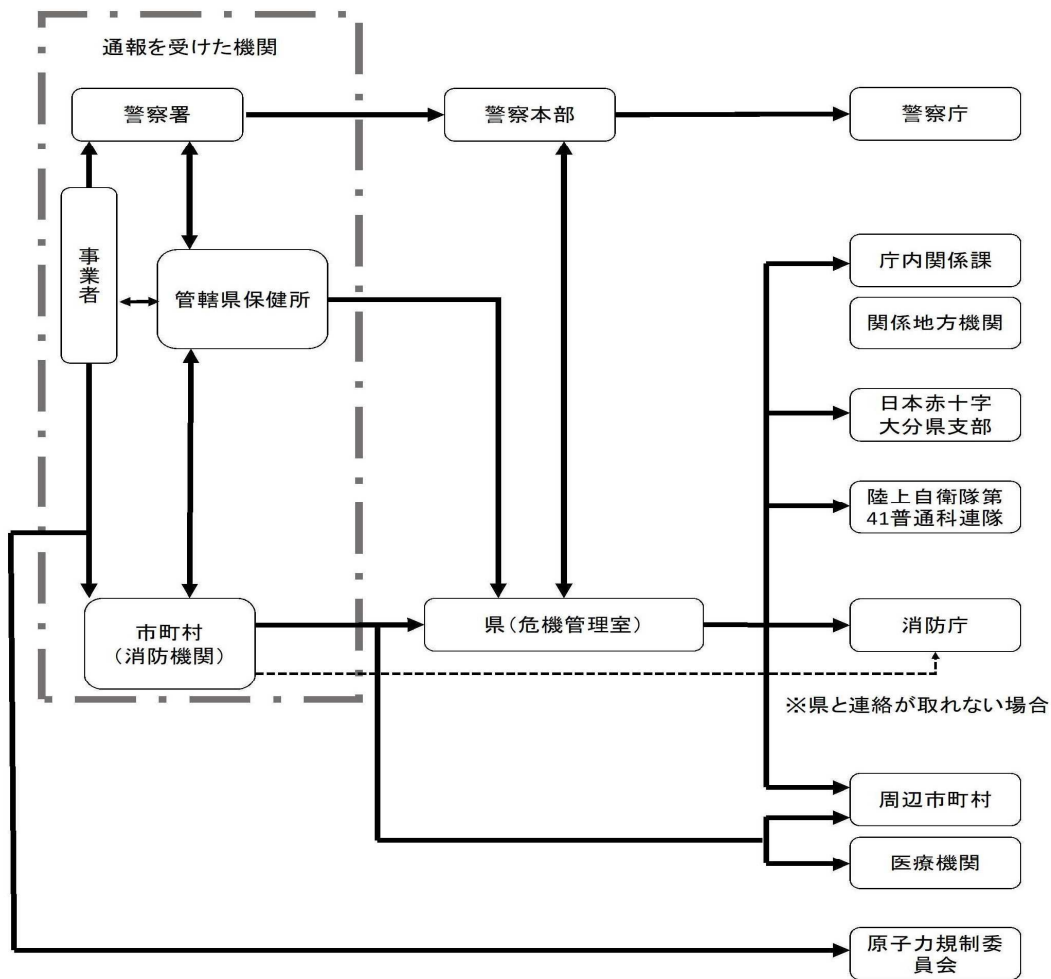 通報を受けた機関
警察署
警察本部
警察庁
事業者
管轄県保健所
庁内関係課
関係地方機関
日本赤十字
大分県支部
陸上自衛隊第
41普通科連隊
市町村
(消防機関)
県(危機管理室)
消防庁
※県と連絡が取れない場合
周辺市町村
医療機関
原子力規制委
員会